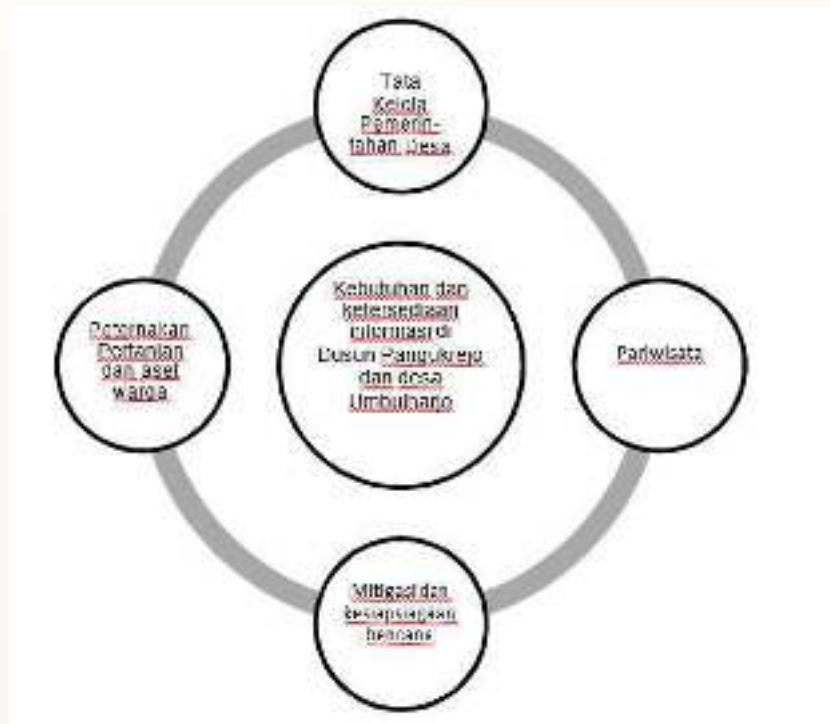 Tata
Kelola
Pemerin-
tahan Desa
Kebutuhan dan
ketersediaan
informasi di
Dusun Pangukrejo
dan desa
Umbulharjo
Peternakan
Pertanian
dan aset
warga
Pariwisata
Mitigasi dan
kesiapsiagaan
bencana